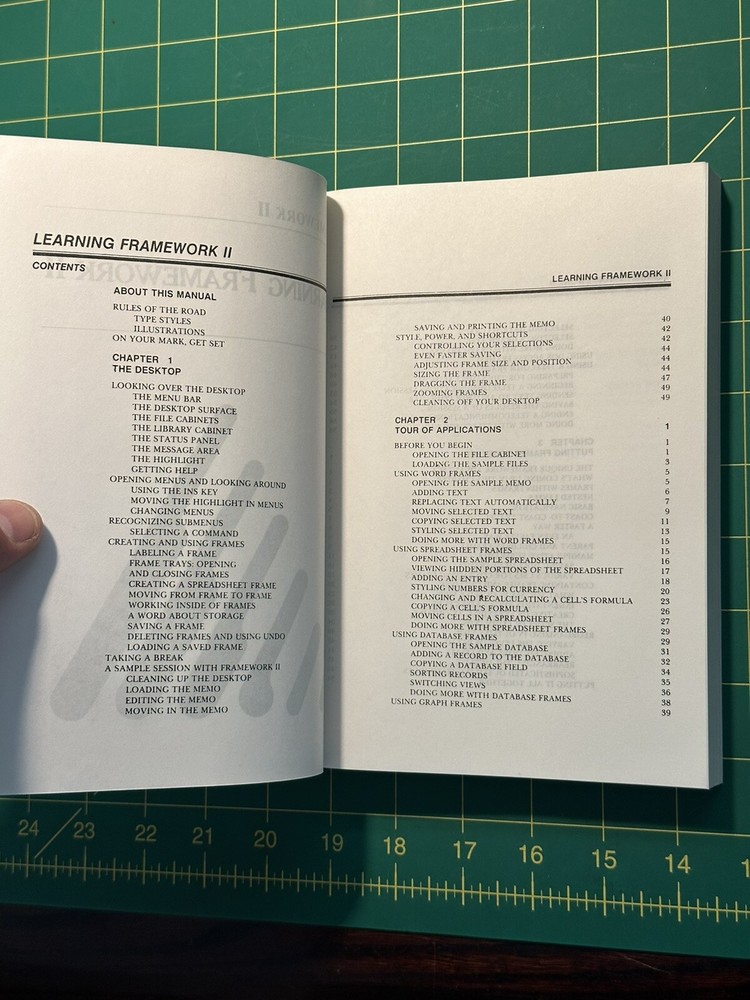 LEARNING FRAMEWORK II
CONTENTS
ABOUT THIS MANUAL
RULES OF THE ROAD
TYPE STYLES
ILLUSTRATIONS
ON YOUR MARK, GET SET
CHAPTER 1
THE DESKTOP
LOOKING OVER THE DESKTOP
THE MENU BAR
THE DESKTOP SURFACE
THE FILE CABINETS
THE LIBRARY CABINET
THE STATUS PANEL
THE MESSAGE AREA
THE HIGHLIGHT
GETTING HELP
OPENING MENUS AND LOOKING AROUND
USING THE INS KEY
MOVING THE HIGHLIGHT IN MENUS
CHANGING MENUS
RECOGNIZING SUBMENUS
SELECTING A COMMAND
CREATING AND USING FRAMES
LABELING A FRAME
FRAME TRAYS: OPENING
AND CLOSING FRAMES
CREATING A SPREADSHEET FRAME
MOVING FROM FRAME TO FRAME
WORKING INSIDE OF FRAMES
A WORD ABOUT STORAGE
SAVING A FRAME
DELETING FRAMES AND USING UNDO
LOADING A SAVED FRAME
TAKING A BREAK
A SAMPLE SESSION WITH FRAMEWORK II
CLEANING UP THE DESKTOP
LOADING THE MEMO
EDITING THE MEMO
MOVING IN THE MEMO
LEARNING FRAMEWORK II
SAVING AND PRINTING THE MEMO 40
STYLE, POWER, AND SHORTCUTS 42
CONTROLLING YOUR SELECTIONS 42
EVEN FASTER SAVING 44
ADJUSTING FRAME SIZE AND POSITION 44
SIZING THE FRAME 44
DRAGGING THE FRAME 47
ZOOMING FRAMES 49
CLEANING OFF YOUR DESKTOP 49
CHAPTER 2
TOUR OF APPLICATIONS 1
BEFORE YOU BEGIN 1
OPENING THE FILE CABINET 1
LOADING THE SAMPLE FILES 3
USING WORD FRAMES 5
OPENING THE SAMPLE MEMO 5
ADDING TEXT 6
REPLACING TEXT AUTOMATICALLY 7
MOVING SELECTED TEXT 9
COPYING SELECTED TEXT 11
STYLING SELECTED TEXT 13
DOING MORE WITH WORD FRAMES 15
USING SPREADSHEET FRAMES 15
OPENING THE SAMPLE SPREADSHEET 16
VIEWING HIDDEN PORTIONS OF THE SPREADSHEET 17
ADDING AN ENTRY 18
STYLING NUMBERS FOR CURRENCY 20
CHANGING AND RECALCULATING A CELL'S FORMULA 23
COPYING A CELL'S FORMULA 26
MOVING CELLS IN A SPREADSHEET 27
DOING MORE WITH SPREADSHEET FRAMES 29
USING DATABASE FRAMES 29
OPENING THE SAMPLE DATABASE 31
ADDING A RECORD TO THE DATABASE 32
COPYING A DATABASE FIELD 34
SORTING RECORDS 35
SWITCHING VIEWS 36
DOING MORE WITH DATABASE FRAMES 38
USING GRAPH FRAMES 39
24 23 22 21 20 19 18 17 16 15 14